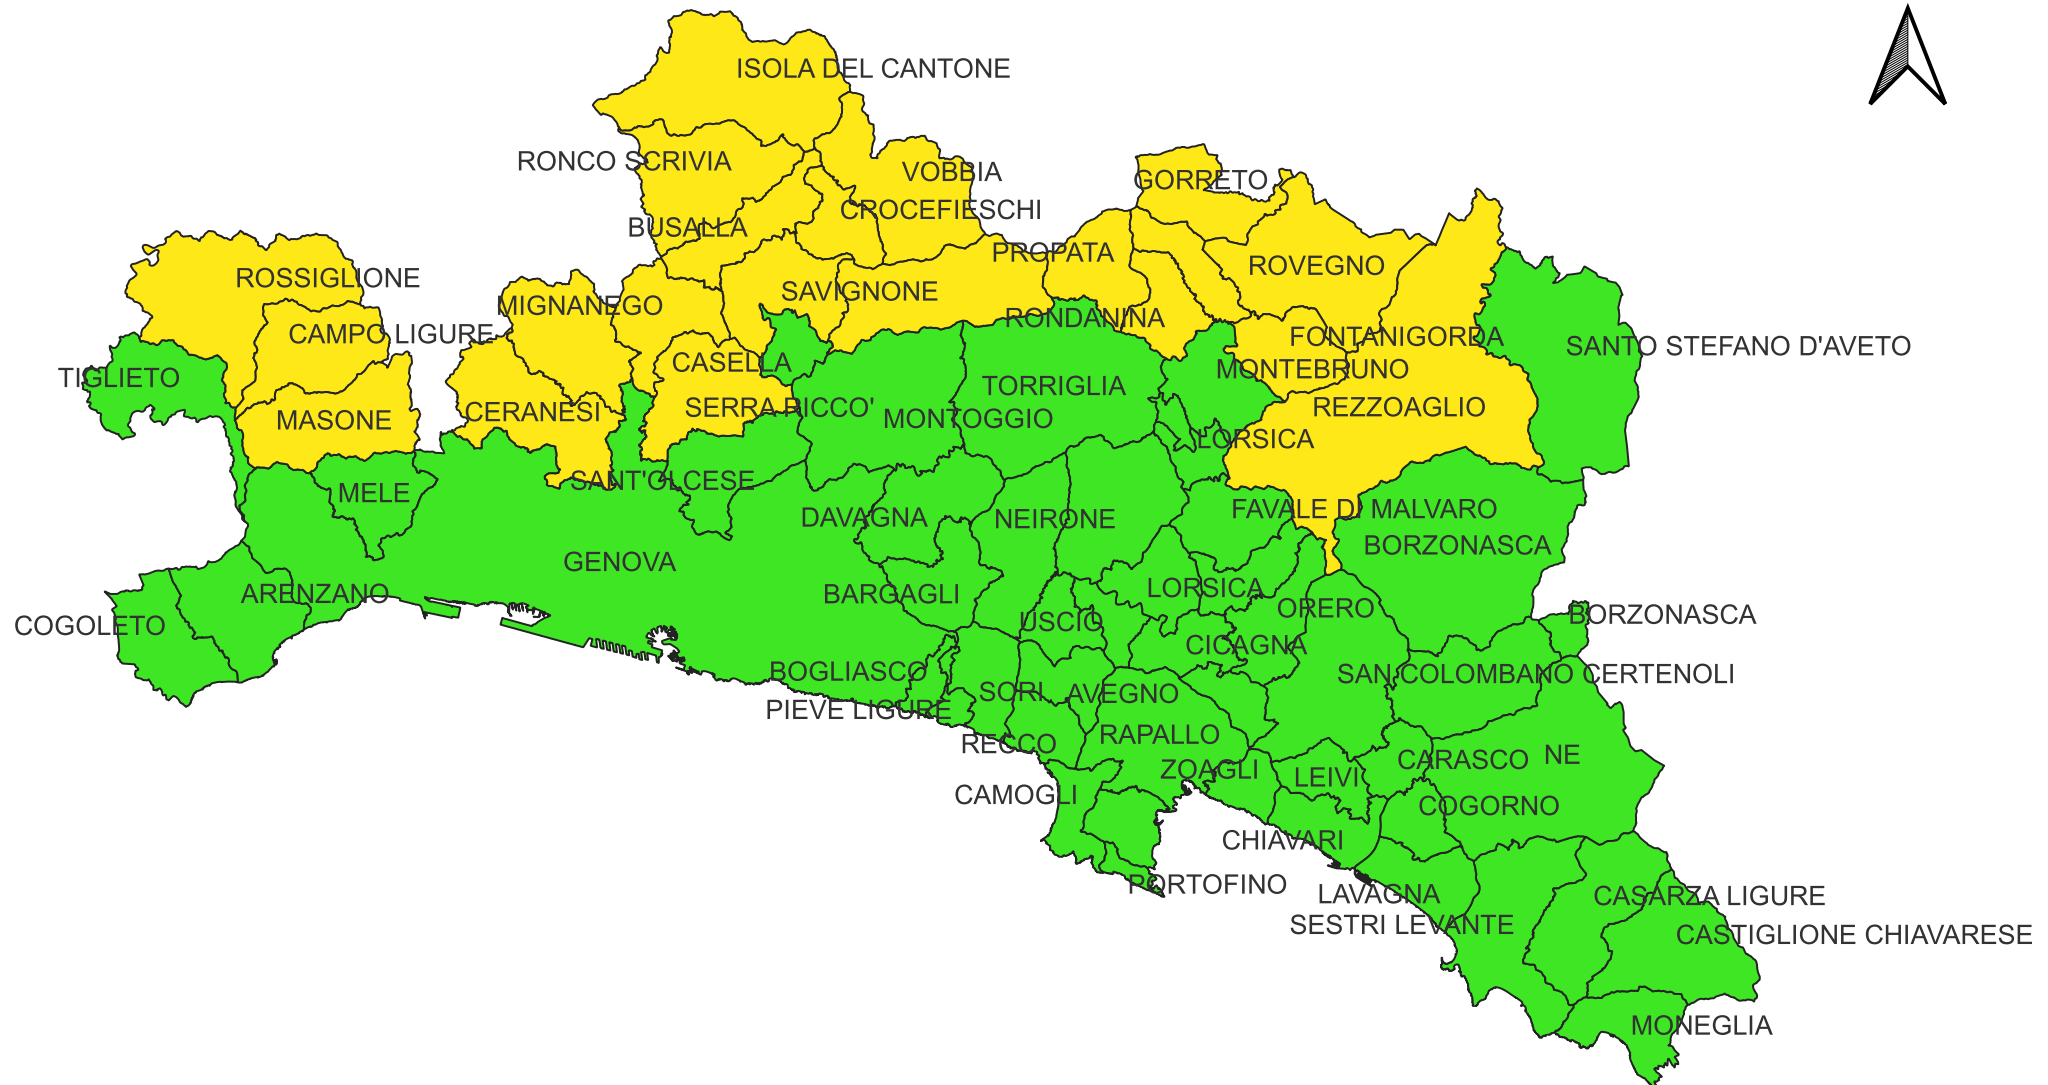 ISOLA DEL CANTONE
RONCO SCRIVIA
VOBBIA
GORRETO
CROCEFIESCHI
BUSALLA
PROPATA
ROVEGNO
ROSSIGLIONE
SAVIGNONE
MIGNANEGO
RONDANINA
CAMPO LIGURE
FONTANIGORDA
SANTO STEFANO D'AVETO
CASELLA
MONTEBRUNO
TIGLIETO
TORRIGLIA
SERRA RICCO'
REZZOAGLIO
CERANESI
MASONE
MONTOGGIO
LORSICA
SANT'OLCESE
MELE
FAVALE DI MALVARO
DAVAGNA
NEIRONE
BORZONASCA
GENOVA
LORSICA
ARENZANO
BARGAGLI
ORERO
BORZONASCA
USCIO
COGOLETO
CICAGNA
BOGLIASCO
SAN COLOMBANO CERTENOLI
SORI
AVEGNO
PIEVE LIGURE
RAPALLO
RECCO
NE
CARASCO
ZOAGLI
LEIVI
CAMOGLI
COGORNO
CHIAVARI
PORTOFINO
LAVAGNA
CASARZA LIGURE
SESTRI LEVANTE
CASTIGLIONE CHIAVARESE
MONEGLIA